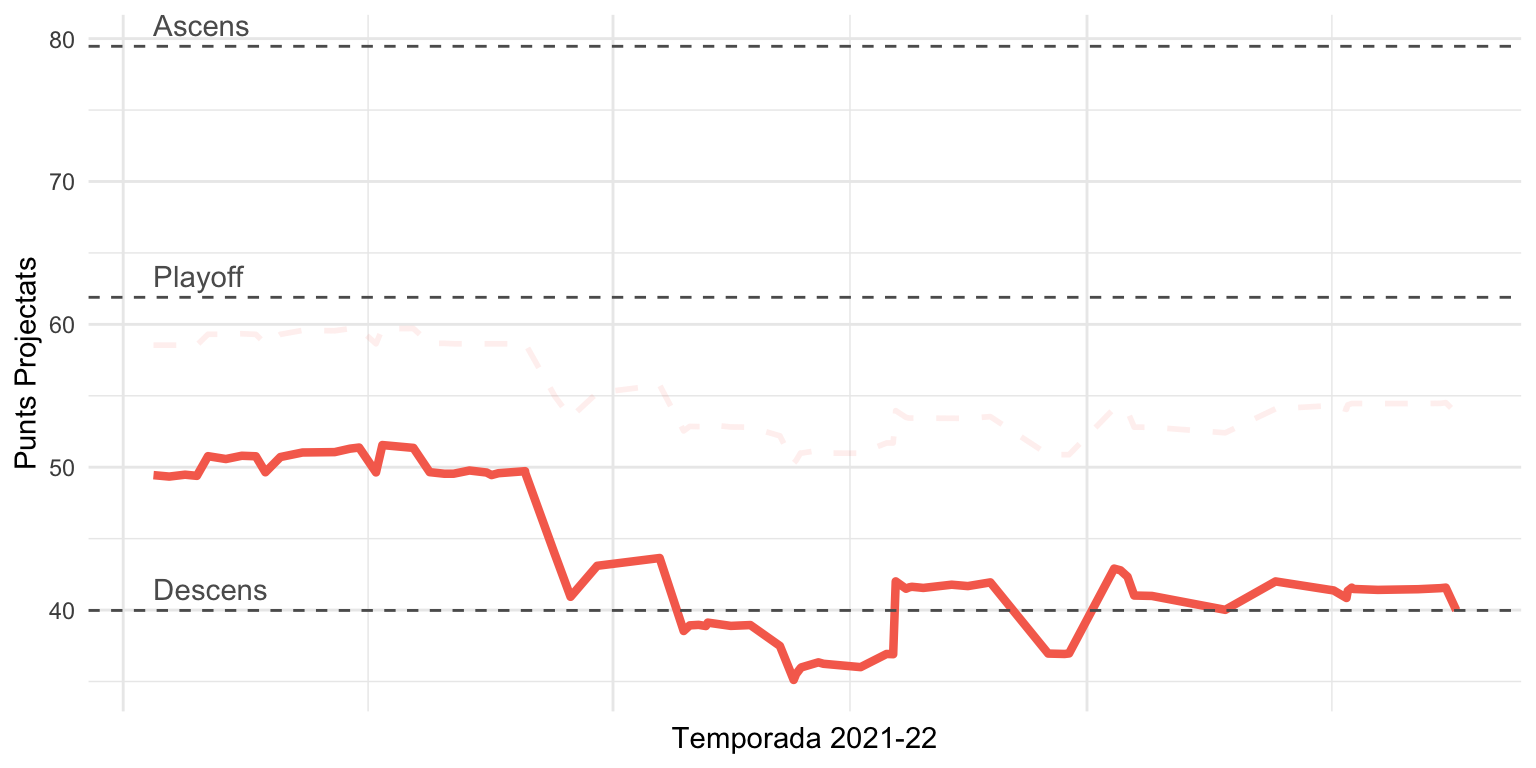 Ascens
80
70
Playoff
60
50
Descens
40
Punts Projectats
Temporada 2021-22